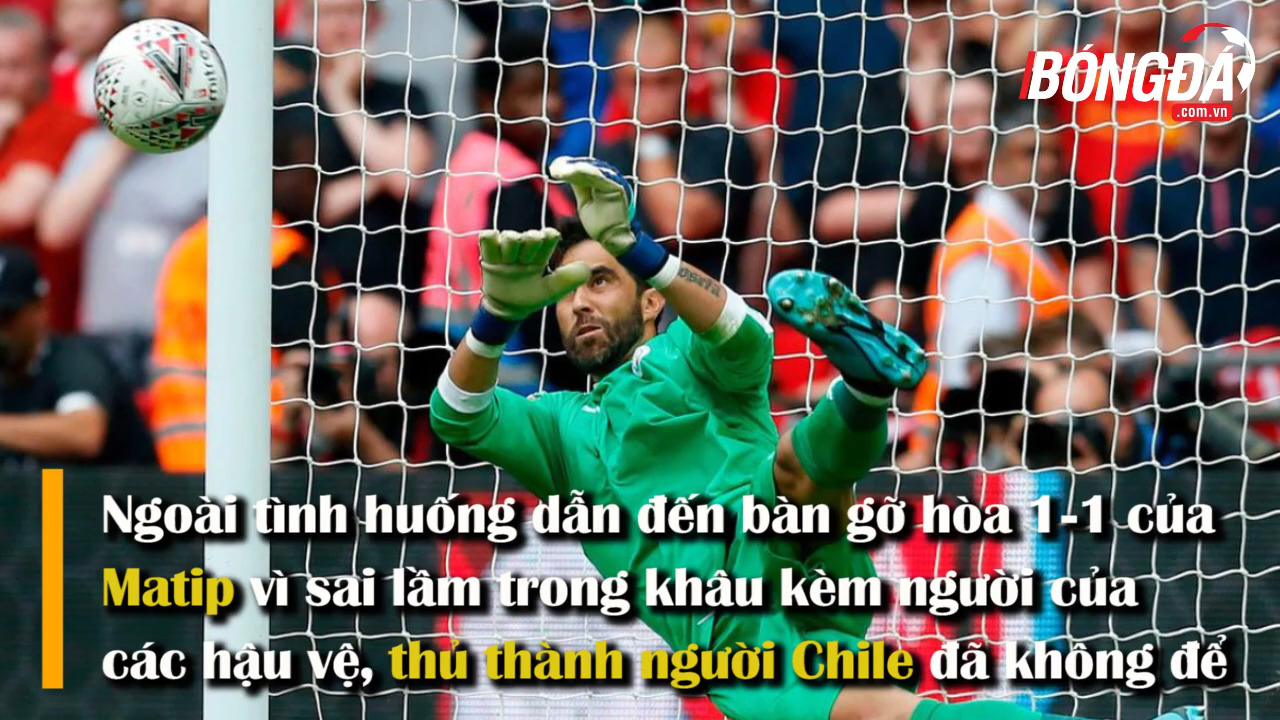 BÓNGĐÁ
.com.vn
mitre
Ngoài tình huống dẫn đến bàn gỡ hòa 1-1 của
Matip vì sai lầm trong khâu kèm người của
các hậu vệ, thủ thành người Chile đã không để